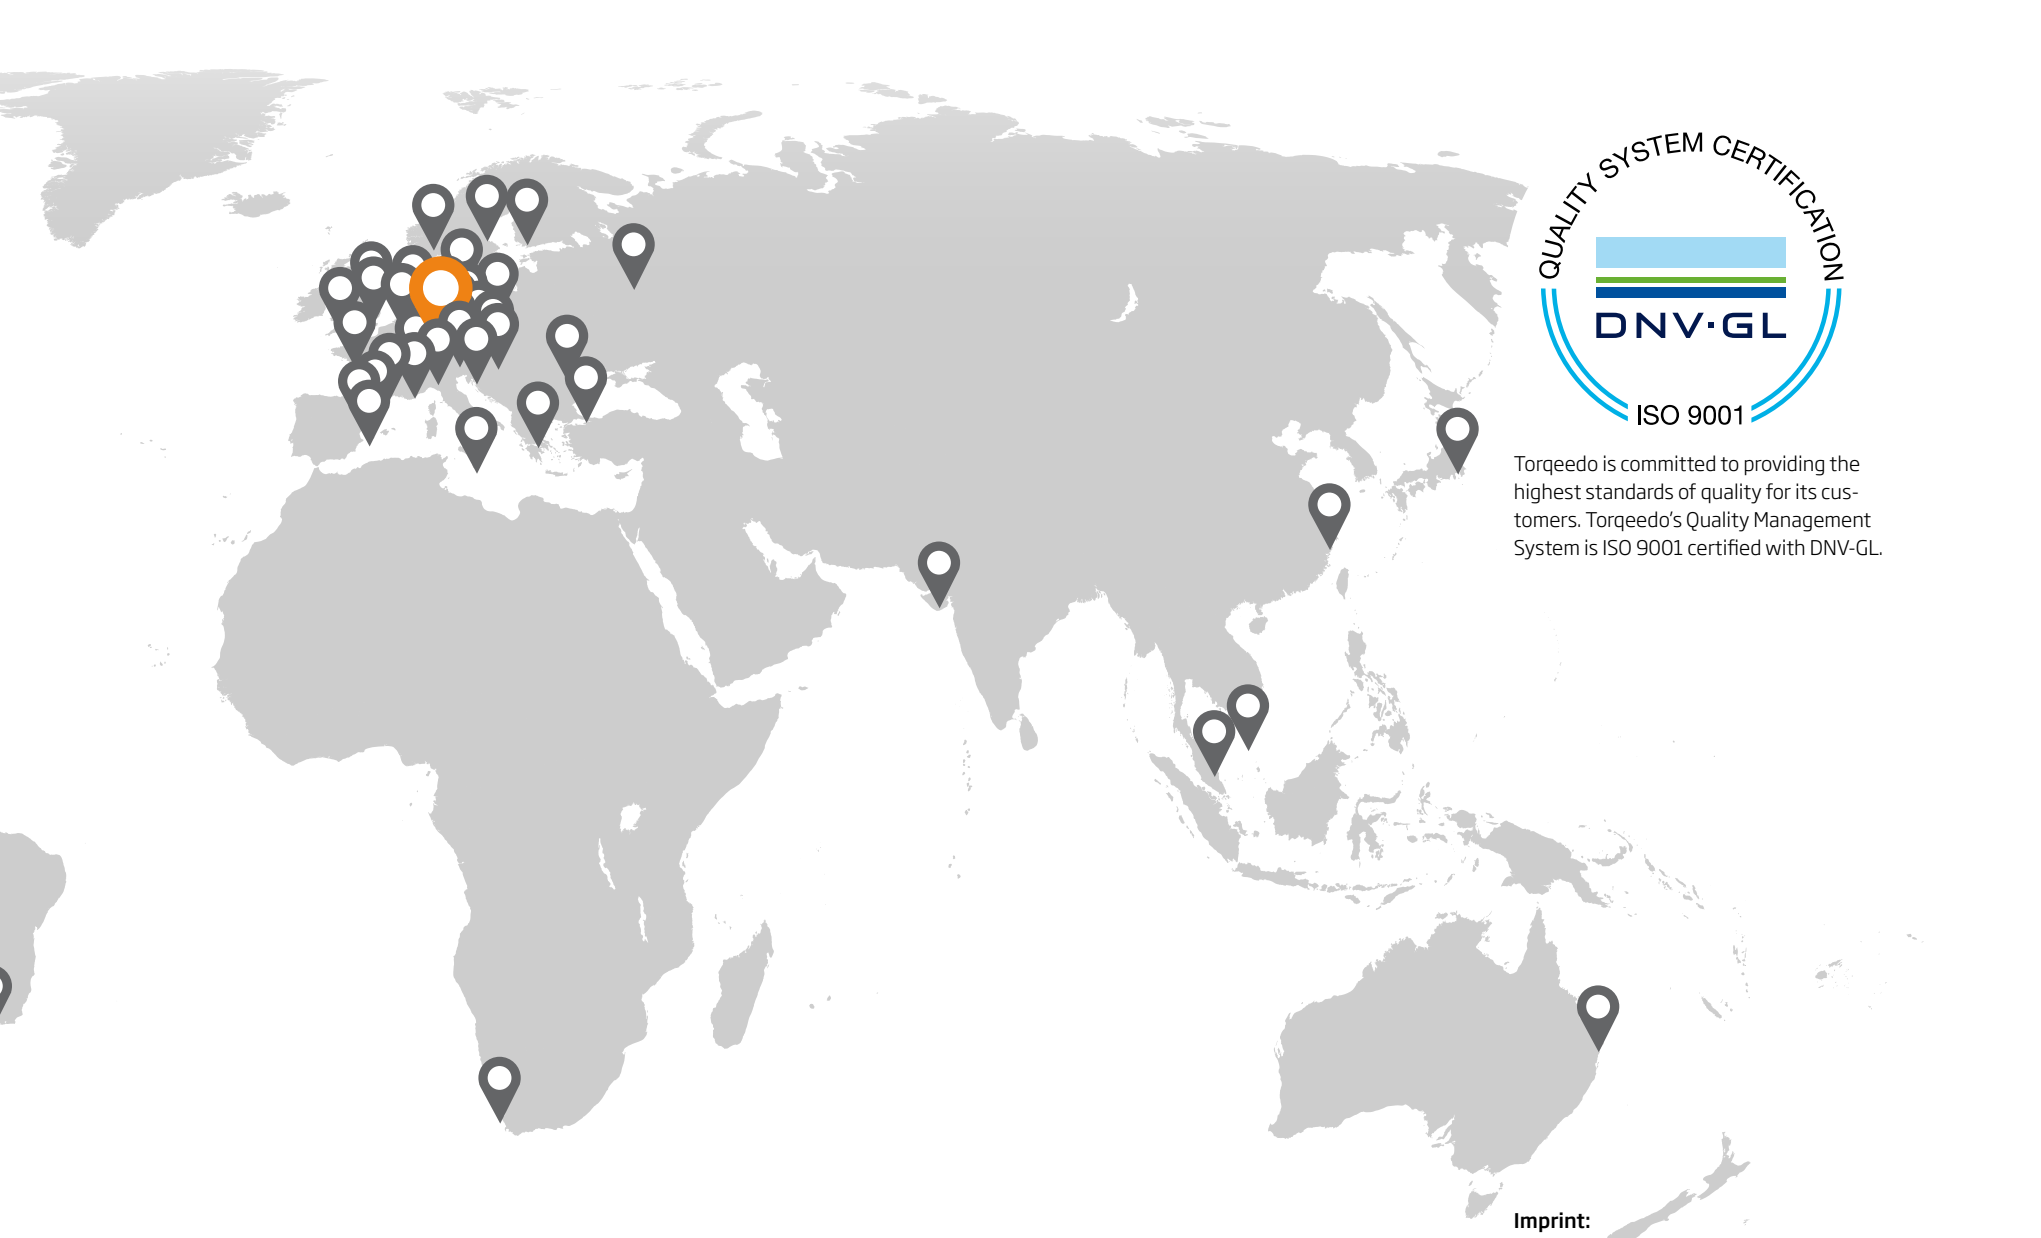 QUALITY SYSTEM CERTIFICATION
DNV·GL
ISO 9001
Torqeedo is committed to providing the
highest standards of quality for its cus-
tomers. Torqeedo’s Quality Management
System is ISO 9001 certified with DNV-GL.
Imprint: